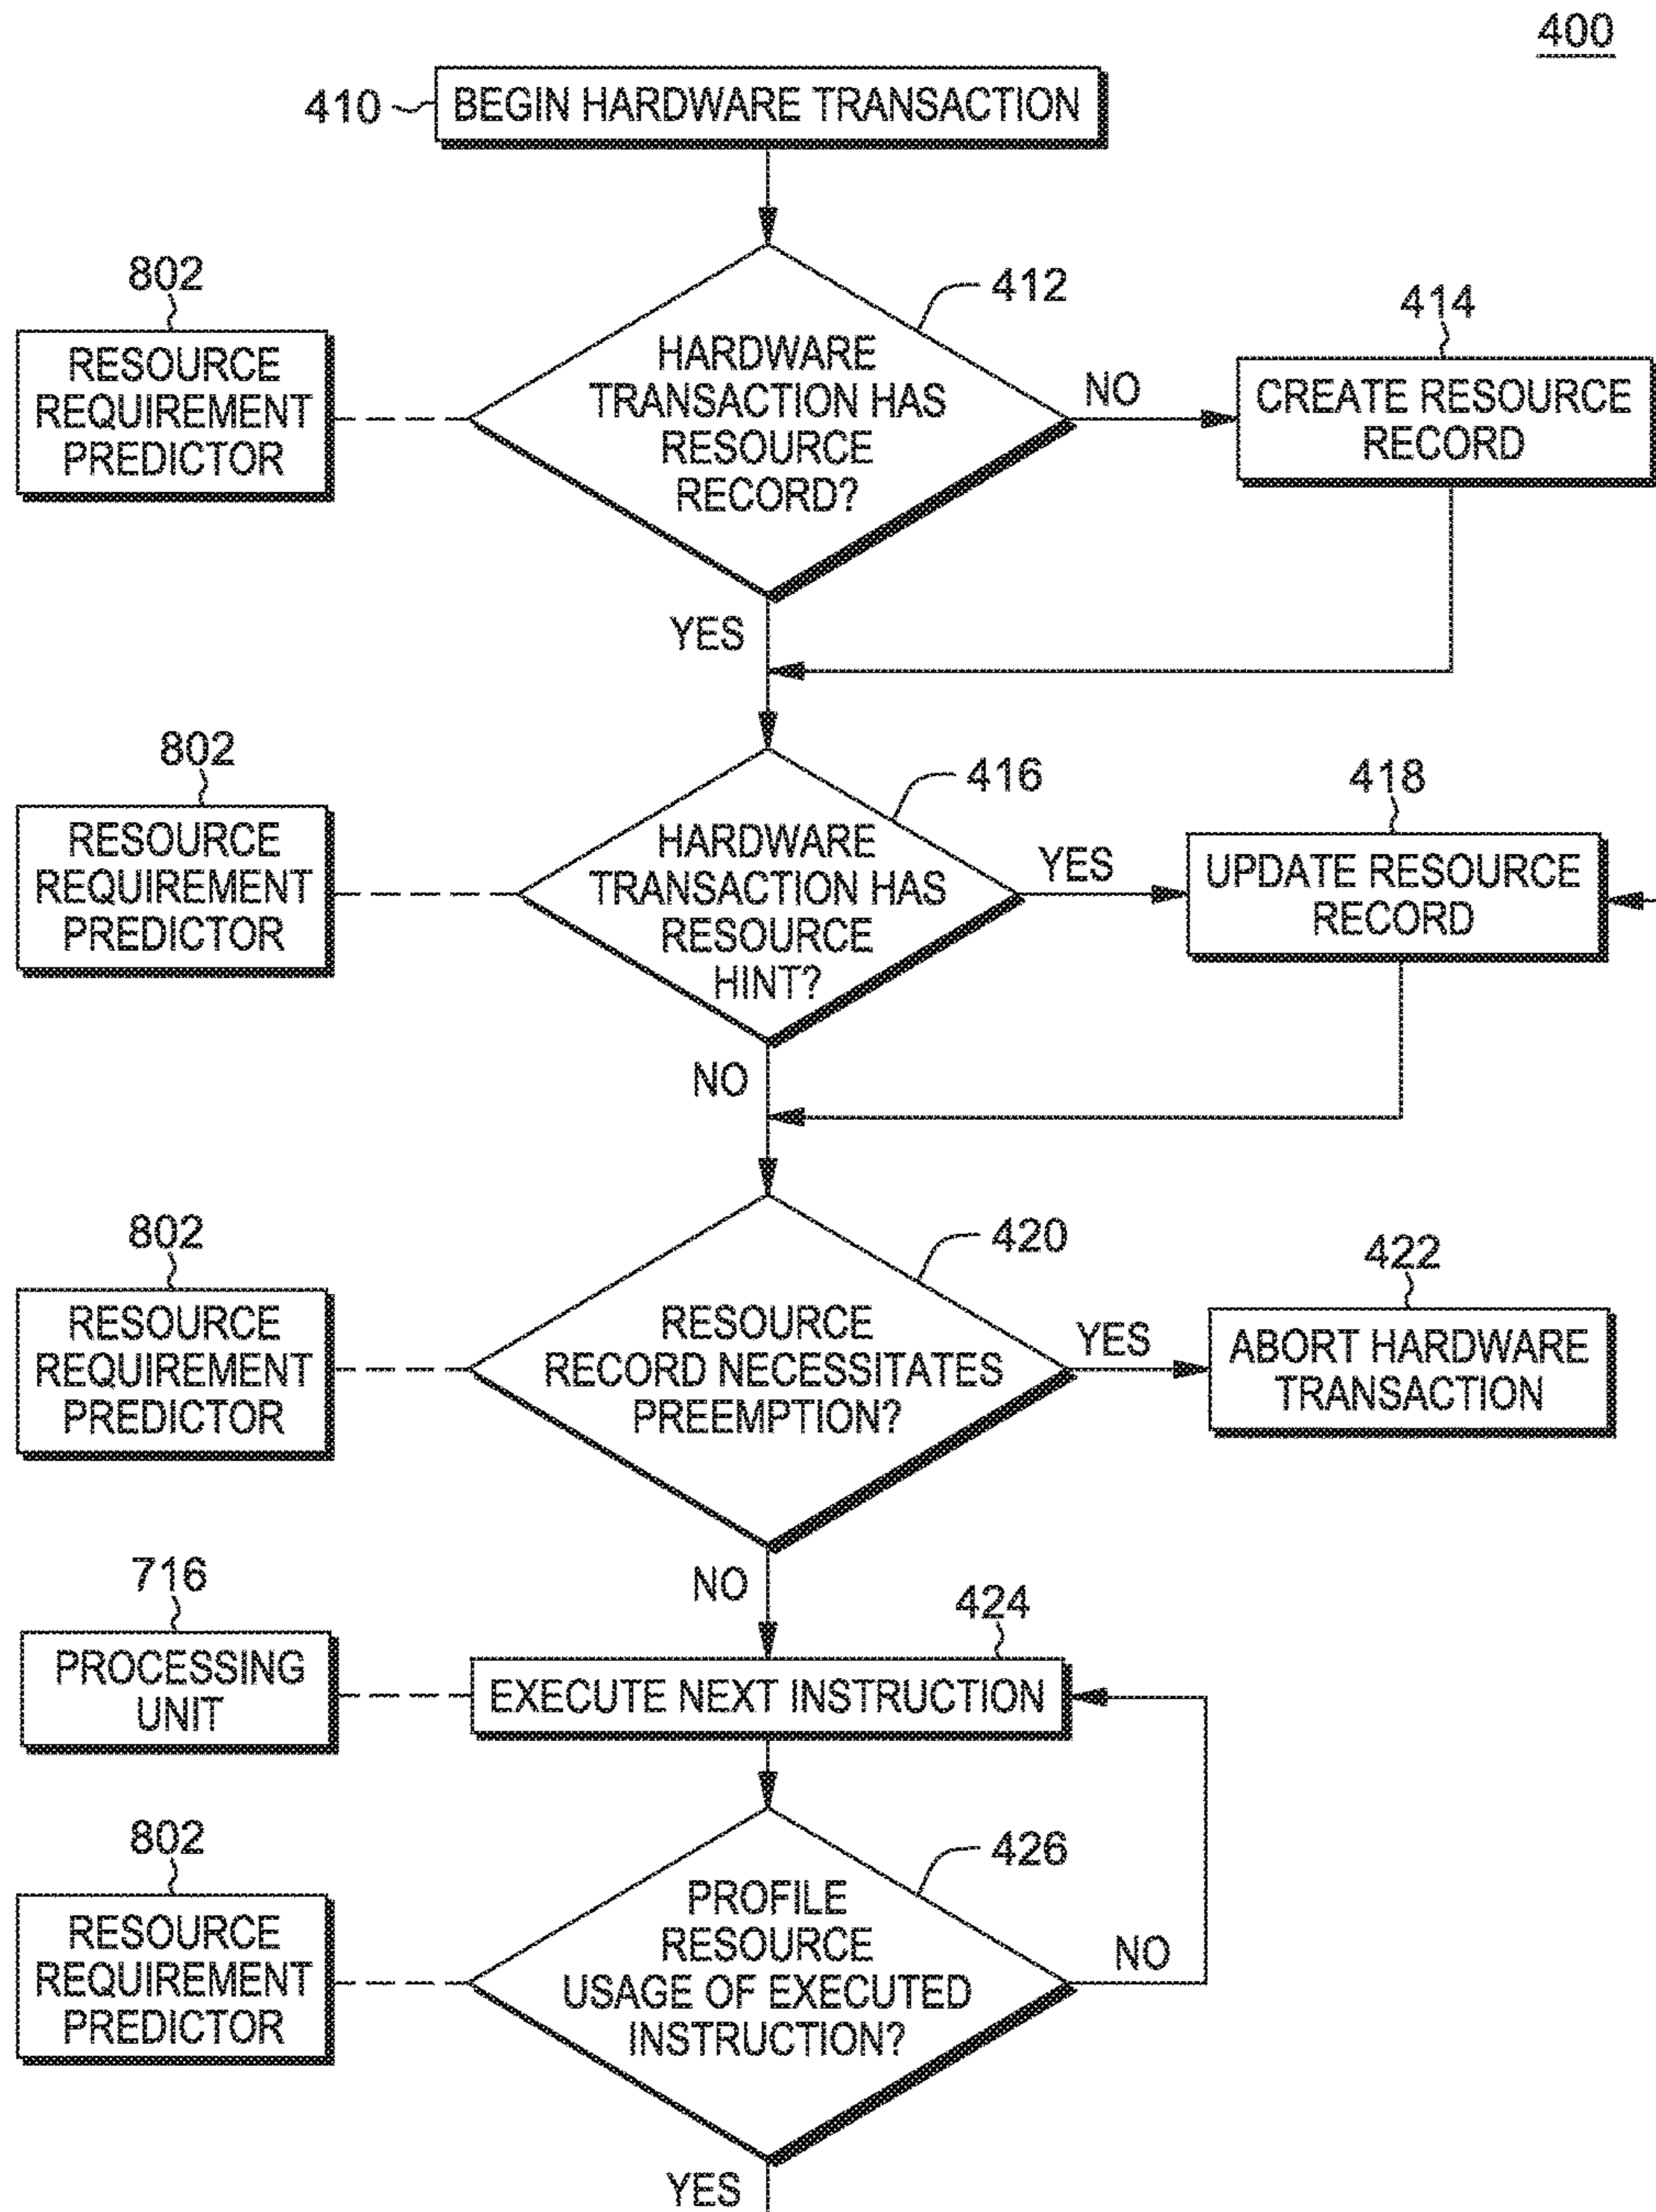 400
410
BEGIN HARDWARE TRANSACTION
802
RESOURCE
REQUIREMENT
PREDICTOR
412
HARDWARE
TRANSACTION HAS
RESOURCE
RECORD?
NO
414
CREATE RESOURCE
RECORD
YES
802
RESOURCE
REQUIREMENT
PREDICTOR
416
HARDWARE
TRANSACTION HAS
RESOURCE
HINT?
YES
418
UPDATE RESOURCE
RECORD
NO
802
RESOURCE
REQUIREMENT
PREDICTOR
420
RESOURCE
RECORD NECESSITATES
PREEMPTION?
YES
422
ABORT HARDWARE
TRANSACTION
NO
716
PROCESSING
UNIT
424
EXECUTE NEXT INSTRUCTION
802
RESOURCE
REQUIREMENT
PREDICTOR
426
PROFILE
RESOURCE
USAGE OF EXECUTED
INSTRUCTION?
NO
YES